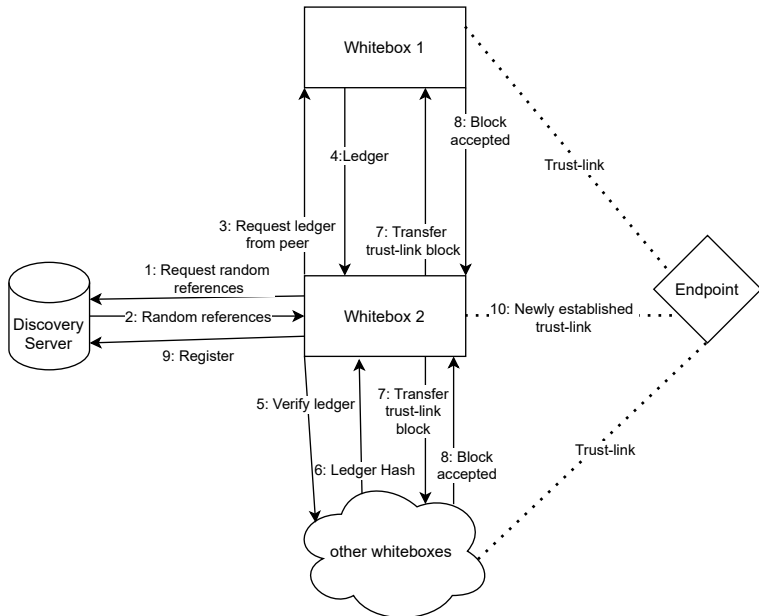 Whitebox 1
8: Block
accepted
4:Ledger
Trust-link
3: Request ledger
from peer
7: Transfer
trust-link block
1: Request random
references
Endpoint
2: Random references
Whitebox 2
10: Newly established
trust-link
Discovery
Server
9: Register
5: Verify ledger
7: Transfer
trust-link
block
Trust-link
6: Ledger Hash
8: Block
accepted
other whiteboxes